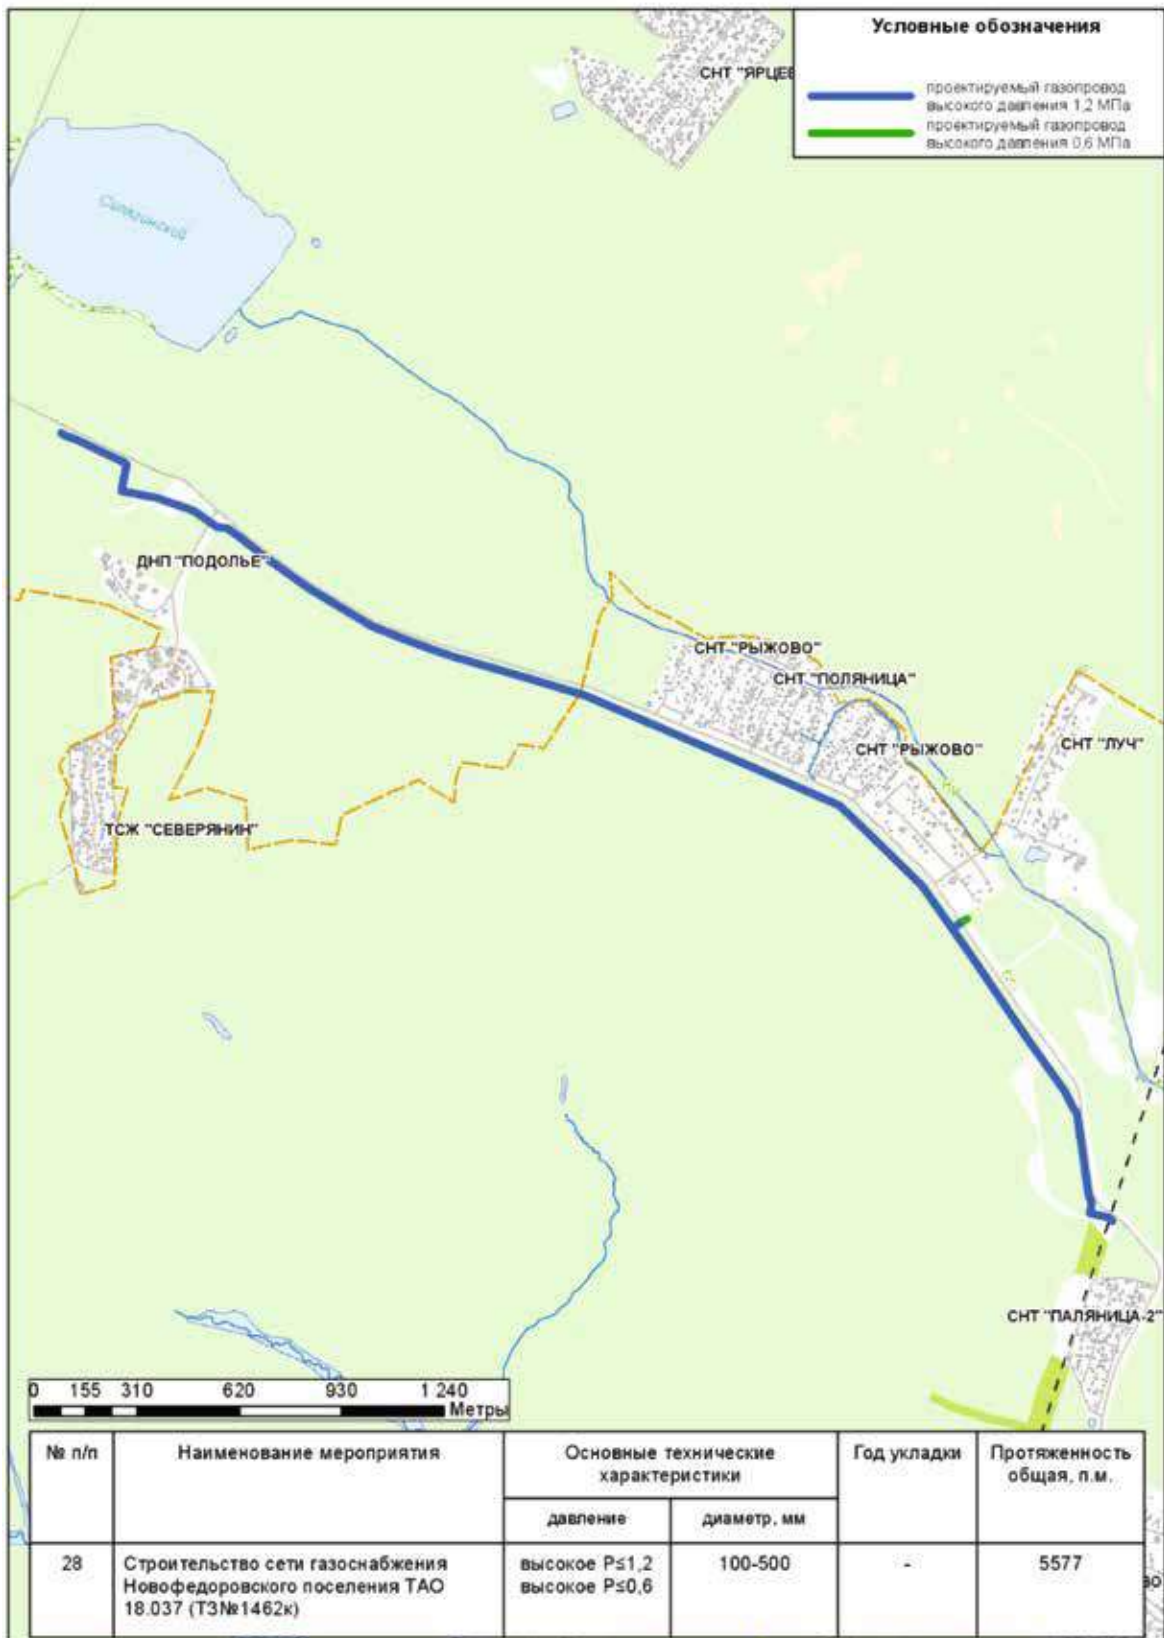 Условные обозначения
проектируемый газопровод
высокого давления 1,2 МПа
проектируемый газопровод
высокого давления 0,6 МПа
СНТ "ЯРЦЕВ
ДНП "ПОДОЛЬЕ"
СНТ "РЫЖОВО"
СНТ "ПОЛЯНИЦА"
СНТ "РЫЖОВО"
СНТ "ЛУЧ"
ТСЖ "СЕВЕРЯНИН"
СНТ "ПАЛЯНИЦА-2"
0 155 310 620 930 1 240
Метры
№ п/п Наименование мероприятия Основные технические характеристики Год укладки Протяженность общая, п.м.
давление диаметр, мм
28 Строительство сети газоснабжения высокое P≤1,2 100-500 - 5577
Новофедоровского поселения ТАО высокое P≤0,6
18.037 (ТЗ№1462к)